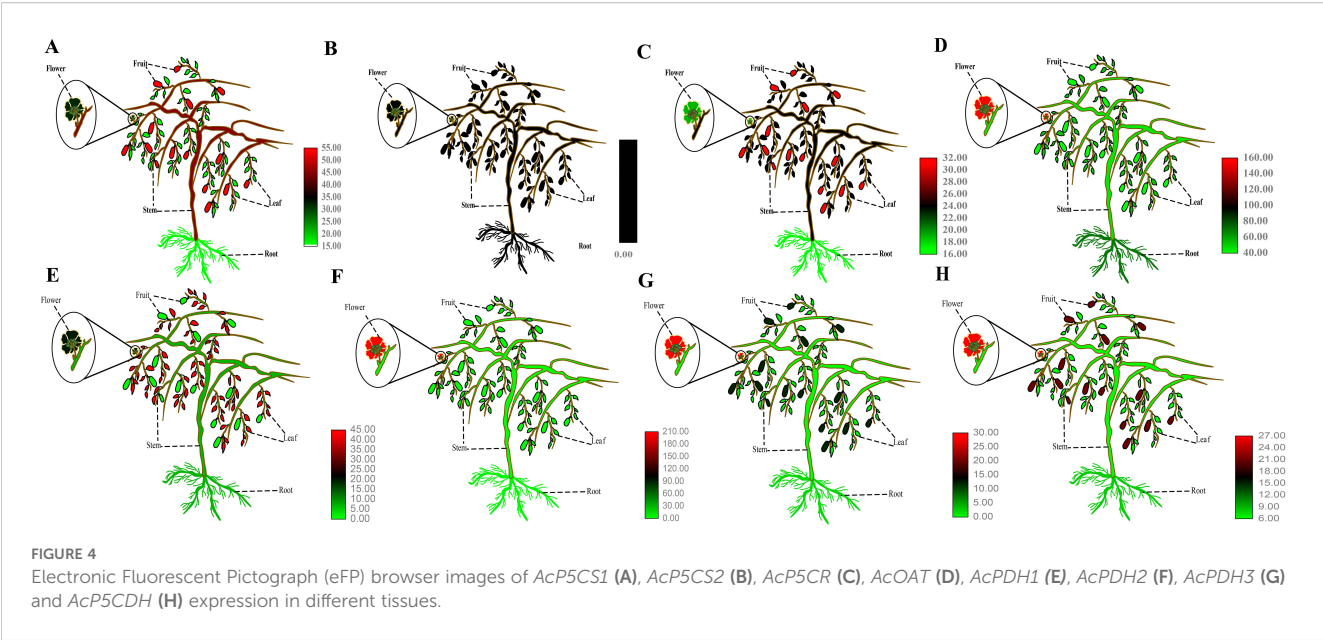 A
Flower
Fruit
Stem
Leaf
Root
55.00
50.00
45.00
40.00
35.00
30.00
25.00
20.00
15.00
B
Flower
Fruit
Stem
Leaf
Root
0.00
C
Flower
Fruit
Stem
Leaf
Root
32.00
30.00
28.00
26.00
24.00
22.00
20.00
18.00
16.00
D
Flower
Fruit
Stem
Leaf
Root
160.00
140.00
120.00
100.00
80.00
60.00
40.00
E
Flower
Fruit
Stem
Leaf
Root
45.00
40.00
35.00
30.00
25.00
20.00
15.00
10.00
5.00
0.00
F
Flower
Fruit
Stem
Leaf
Root
210.00
180.00
150.00
120.00
90.00
60.00
30.00
0.00
G
Flower
Fruit
Stem
Leaf
Root
30.00
25.00
20.00
15.00
10.00
5.00
0.00
H
Flower
Fruit
Stem
Leaf
Root
27.00
24.00
21.00
18.00
15.00
12.00
9.00
6.00
FIGURE 4
Electronic Fluorescent Pictograph (eFP) browser images of AcP5CS1 (A), AcP5CS2 (B), AcP5CR (C), AcOAT (D), AcPDH1 (E), AcPDH2 (F), AcPDH3 (G)
and AcP5CDH (H) expression in different tissues.